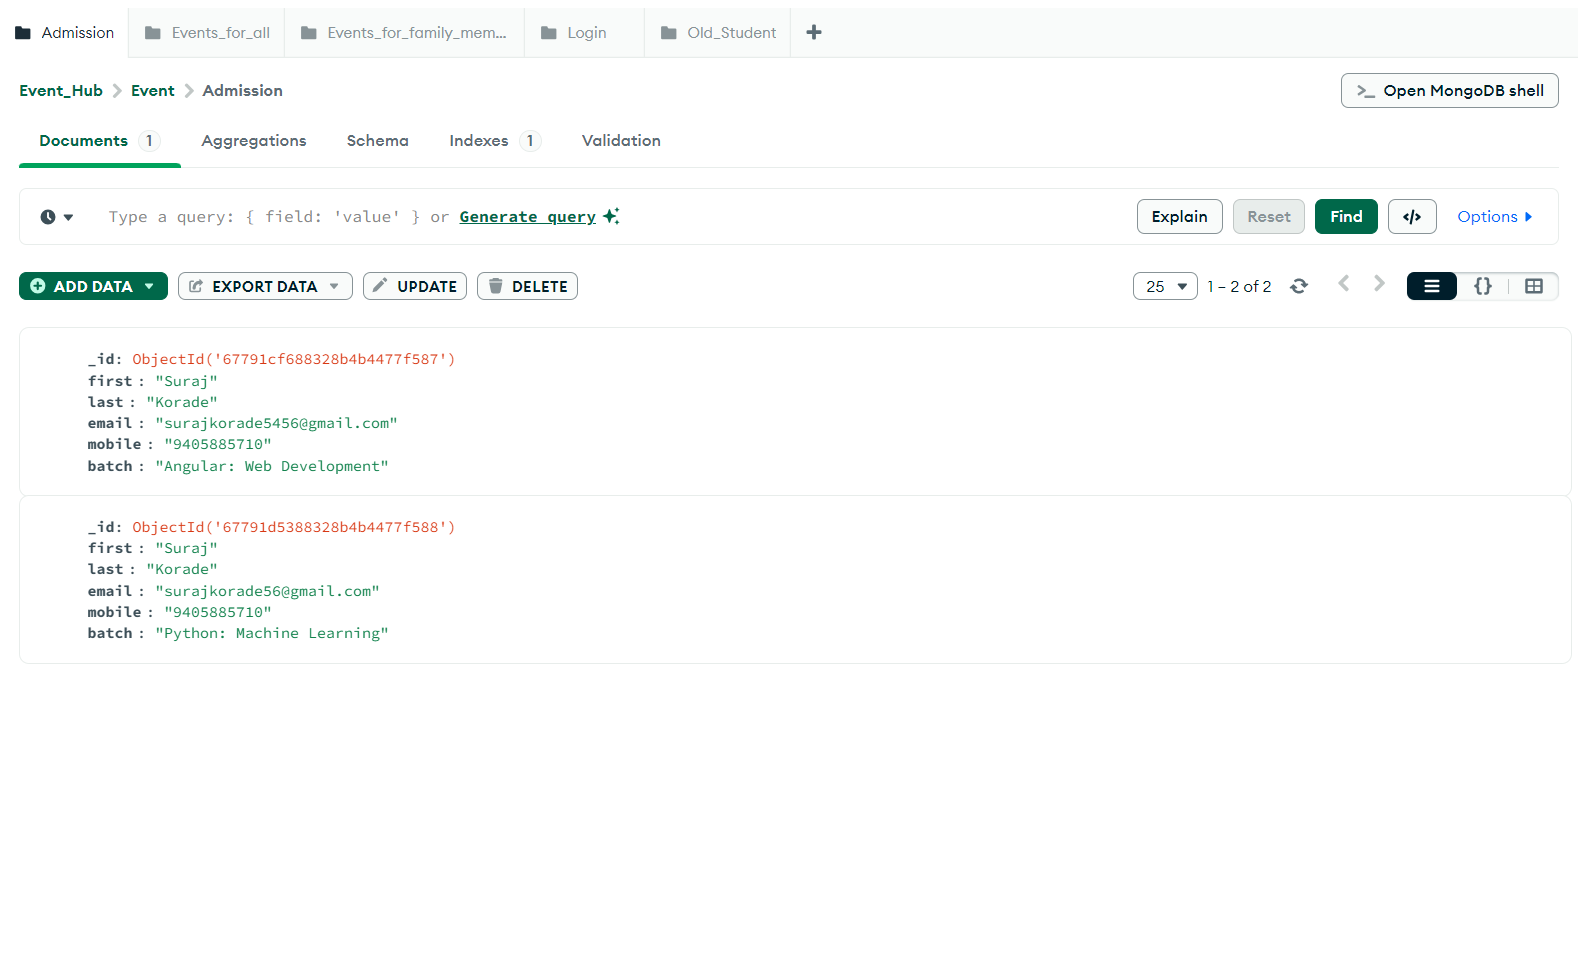 Admission Events_for_all Events_for_family_mem... Login Old_Student
Event_Hub Event Admission Open MongoDB shell
Documents 1 Aggregations Schema Indexes 1 Validation
Type a query: { field: 'value' } or Generate query Explain Reset Find </> Options
ADD DATA EXPORT DATA UPDATE DELETE 25 1 – 2 of 2 {}
_id: ObjectId('67791cf688328b4b4477f587')
first : "Suraj"
last : "Korade"
email : "surajkorade5456@gmail.com"
mobile : "9405885710"
batch : "Angular: Web Development"
_id: ObjectId('67791d5388328b4b4477f588')
first : "Suraj"
last : "Korade"
email : "surajkorade56@gmail.com"
mobile : "9405885710"
batch : "Python: Machine Learning"